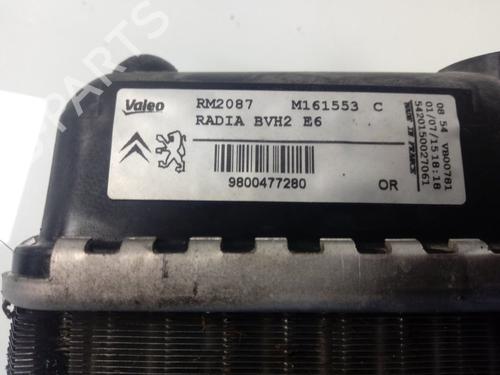 Valeo RM2087 M161553 C
RADIA BVH2 E6
9800477280 OR
MADE IN FRANCE
08 54 VB00781
01/07/15 18:18
5420150027061